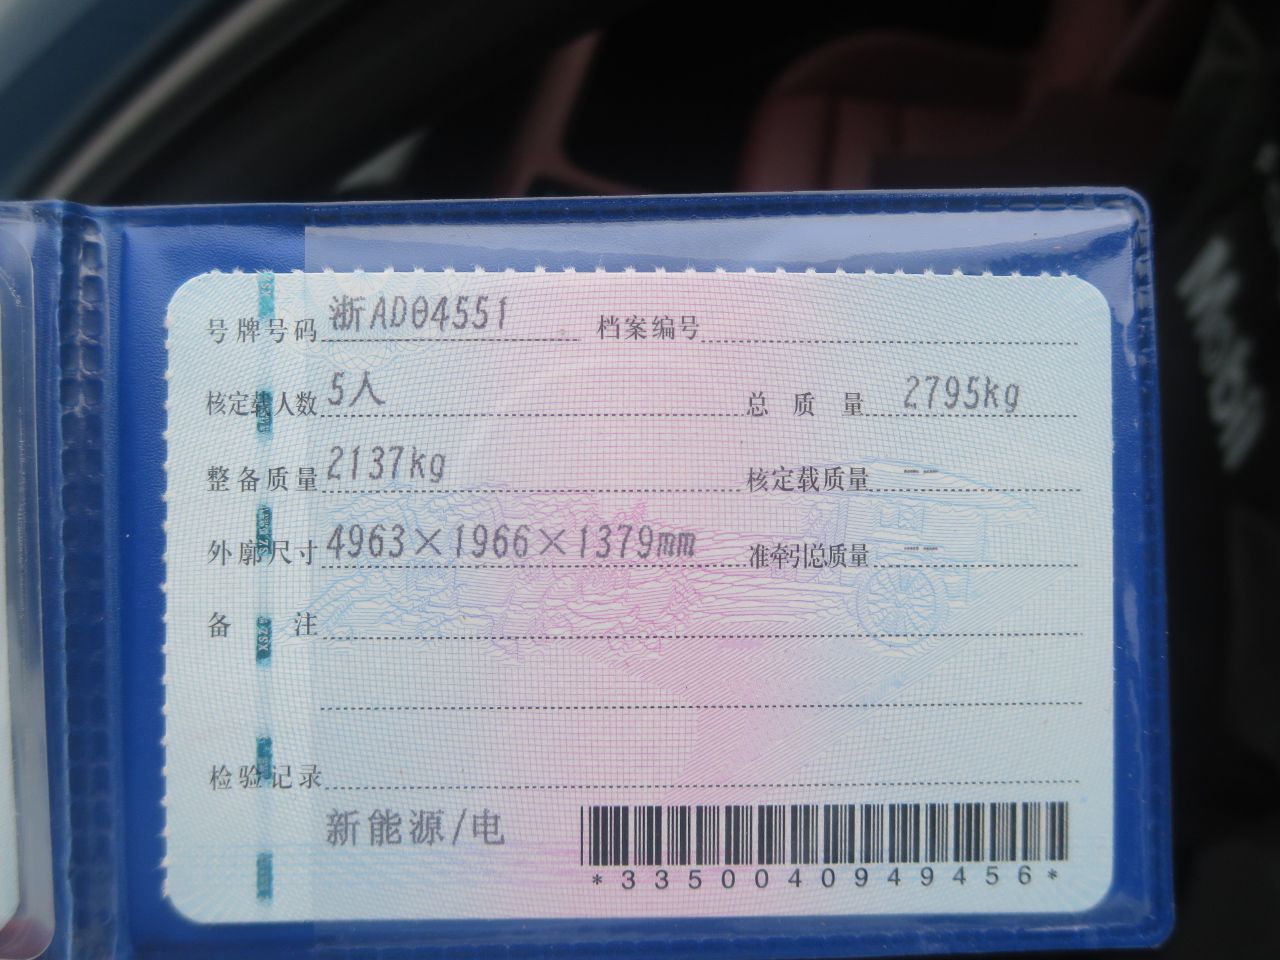 号牌号码 浙AD04551 档案编号
核定载人数 5人 总质量 2795kg
整备质量 2137kg 核定载质量 --
外廓尺寸 4963×1966×1379mm 准牵引总质量 --
备注
检验记录
新能源/电
*3350040949456*